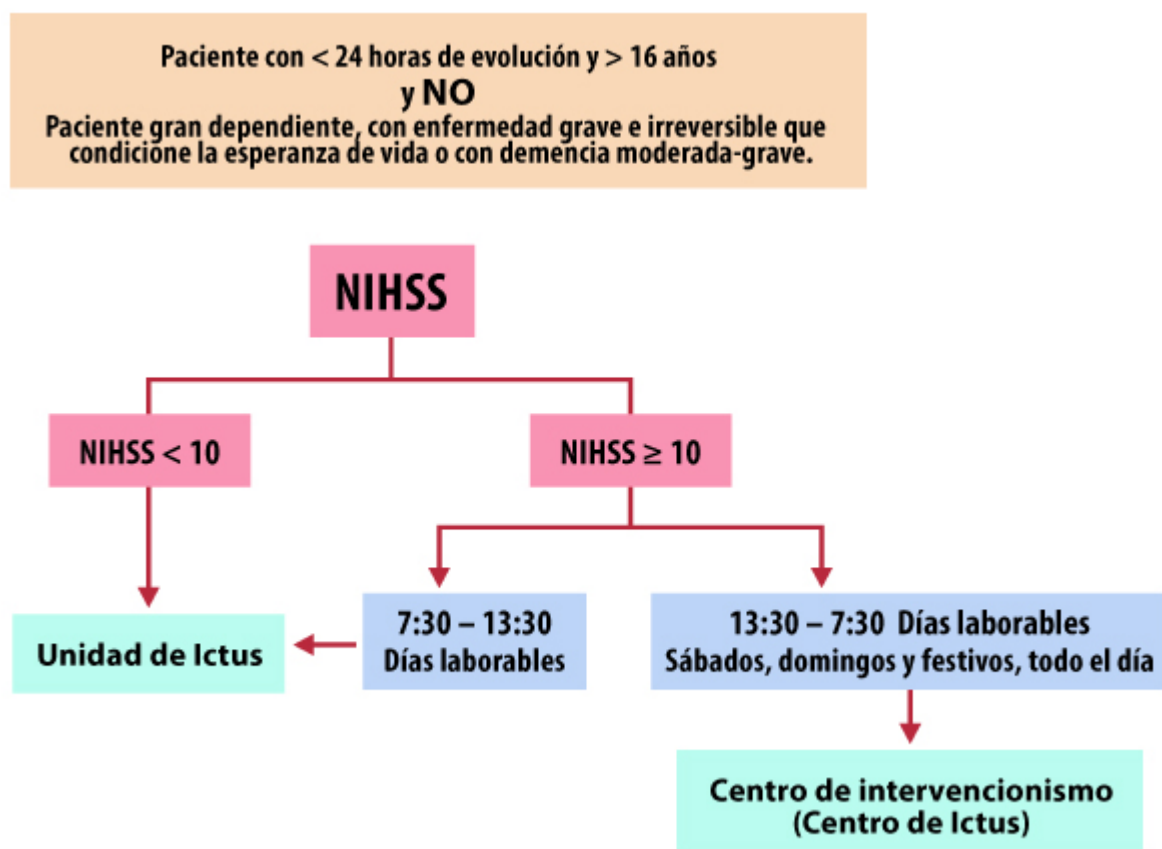 Paciente con < 24 horas de evolución y > 16 años
y NO
Paciente gran dependiente, con enfermedad grave e irreversible que
condicione la esperanza de vida o con demencia moderada-grave.
NIHSS
NIHSS < 10
NIHSS ≥ 10
Unidad de Ictus
7:30 – 13:30
Días laborables
13:30 – 7:30 Días laborables
Sábados, domingos y festivos, todo el día
Centro de intervencionismo
(Centro de Ictus)